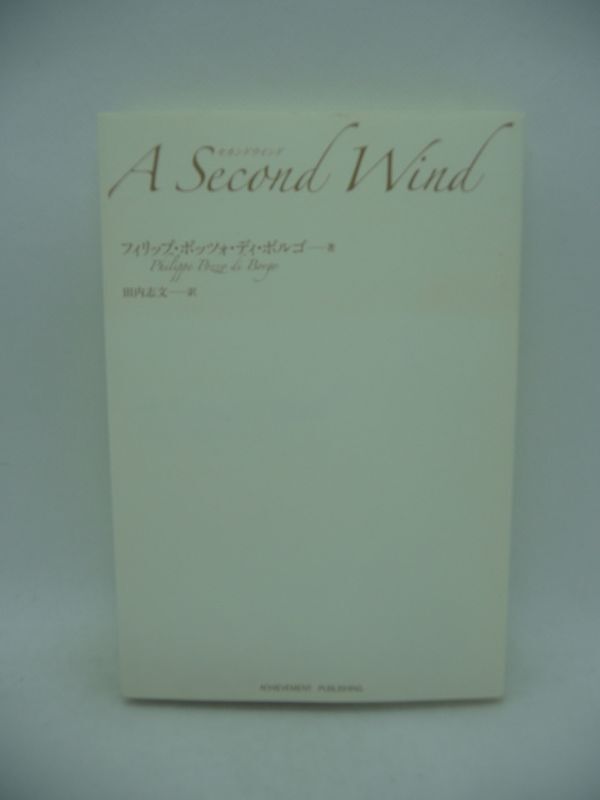 セカンドウインド
A Second Wind
フィリップ・ポッツォ・ディ・ボルゴ──著
Philippe Pozzo di Borgo
田内志文──訳
ACHIEVEMENT PUBLISHING